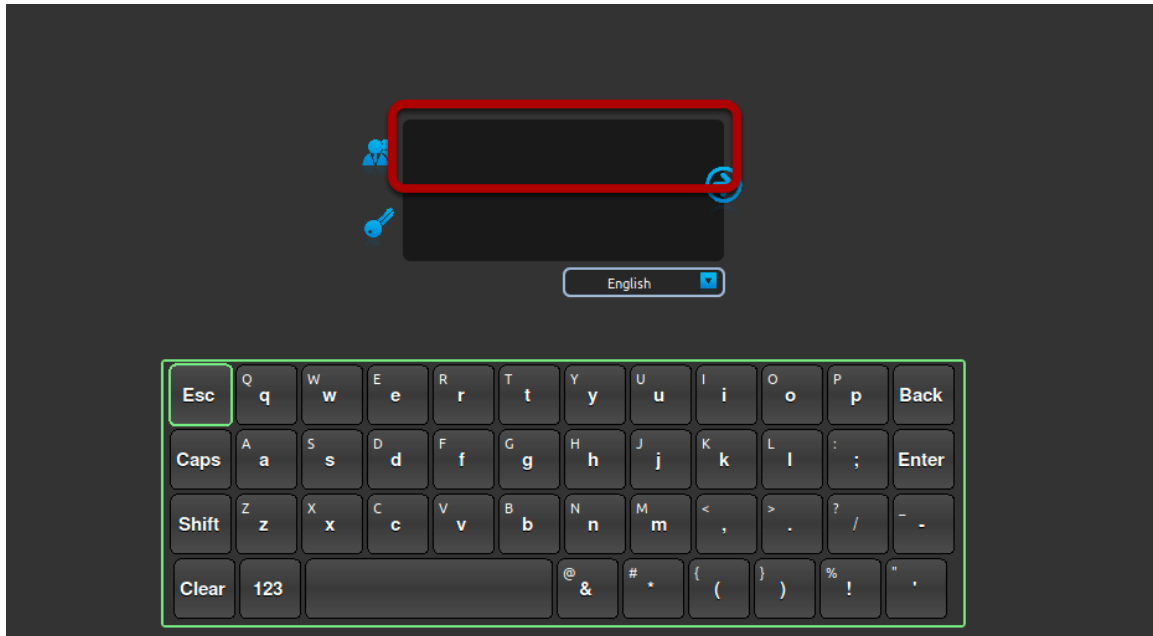 English
Esc Q q W w E e R r T t Y y U u I i O o P p Back
Caps A a S s D d F f G g H h J j K k L l : ; Enter
Shift Z z X x C c V v B b N n M m < , > . ? / _ -
Clear 123 @ & # * { ( } ) % ! " '